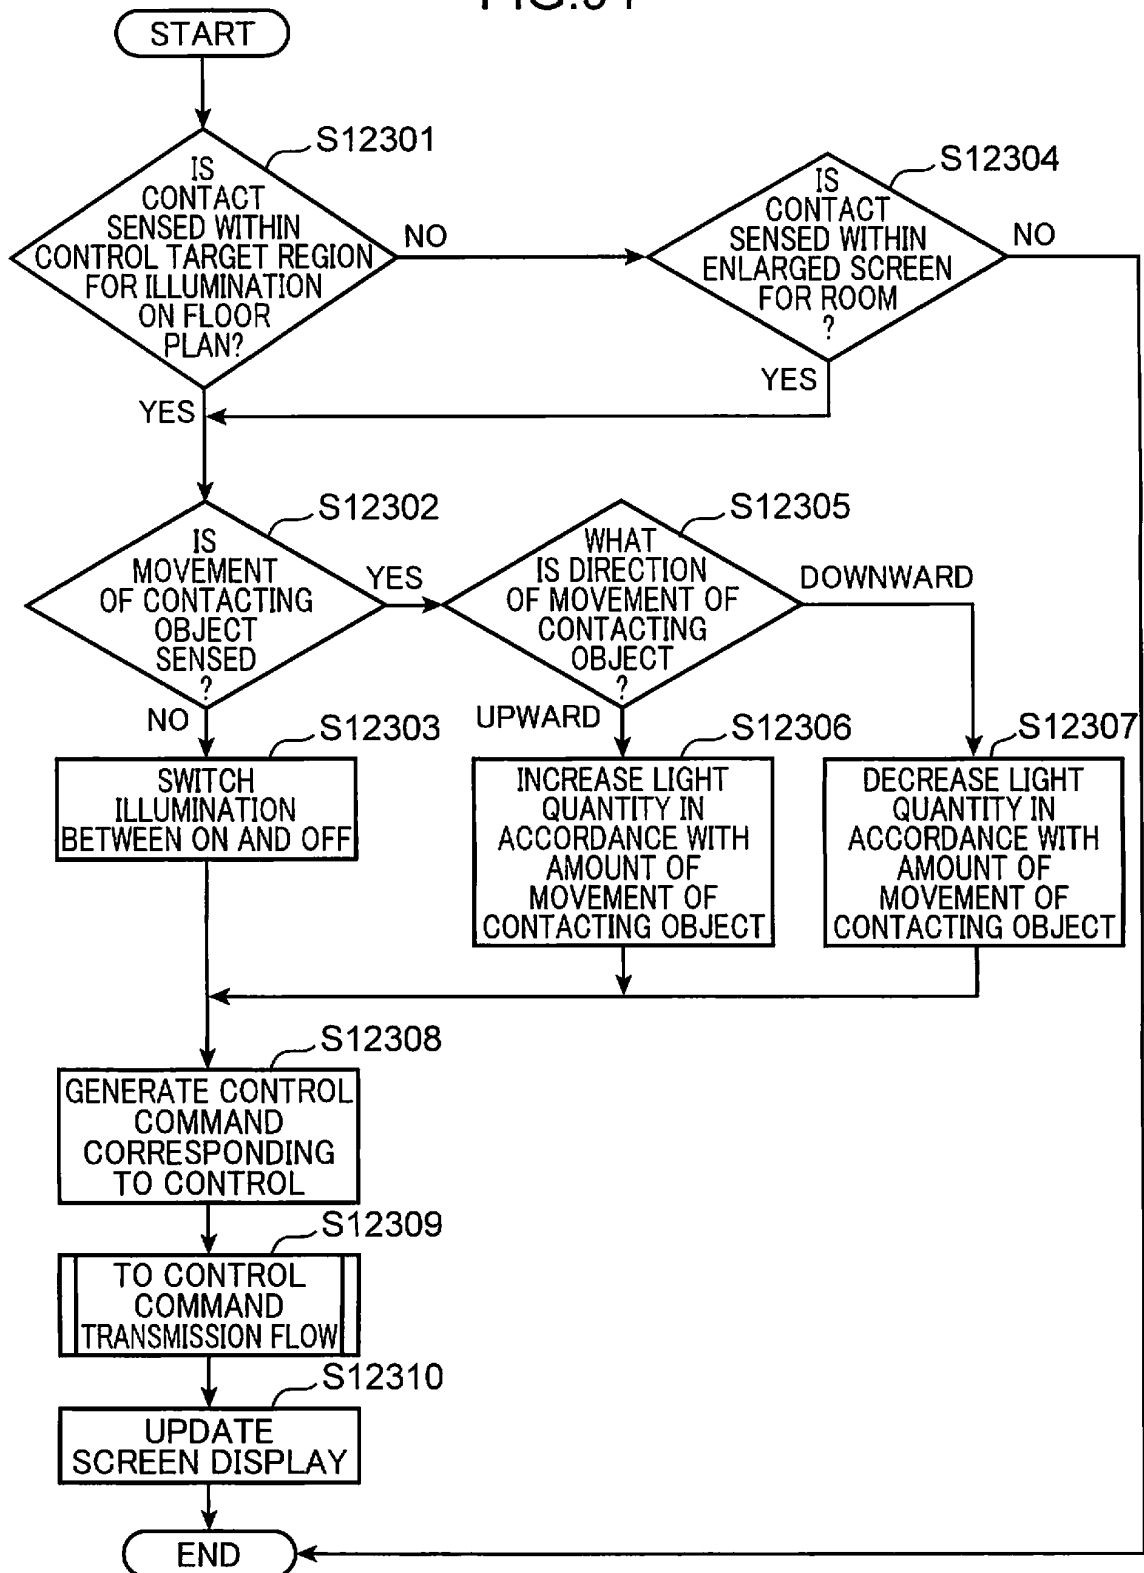 START
S12301
IS
CONTACT
SENSED WITHIN
CONTROL TARGET REGION
FOR ILLUMINATION
ON FLOOR
PLAN?
NO
S12304
IS
CONTACT
SENSED WITHIN
ENLARGED SCREEN
FOR ROOM
?
NO
YES
YES
S12302
IS
MOVEMENT
OF CONTACTING
OBJECT
SENSED
?
YES
S12305
WHAT
IS DIRECTION
OF MOVEMENT OF
CONTACTING
OBJECT
?
DOWNWARD
NO
UPWARD
S12303
SWITCH
ILLUMINATION
BETWEEN ON AND OFF
S12306
INCREASE LIGHT
QUANTITY IN
ACCORDANCE WITH
AMOUNT OF
MOVEMENT OF
CONTACTING OBJECT
S12307
DECREASE LIGHT
QUANTITY IN
ACCORDANCE WITH
AMOUNT OF
MOVEMENT OF
CONTACTING OBJECT
S12308
GENERATE CONTROL
COMMAND
CORRESPONDING
TO CONTROL
S12309
TO CONTROL
COMMAND
TRANSMISSION FLOW
S12310
UPDATE
SCREEN DISPLAY
END